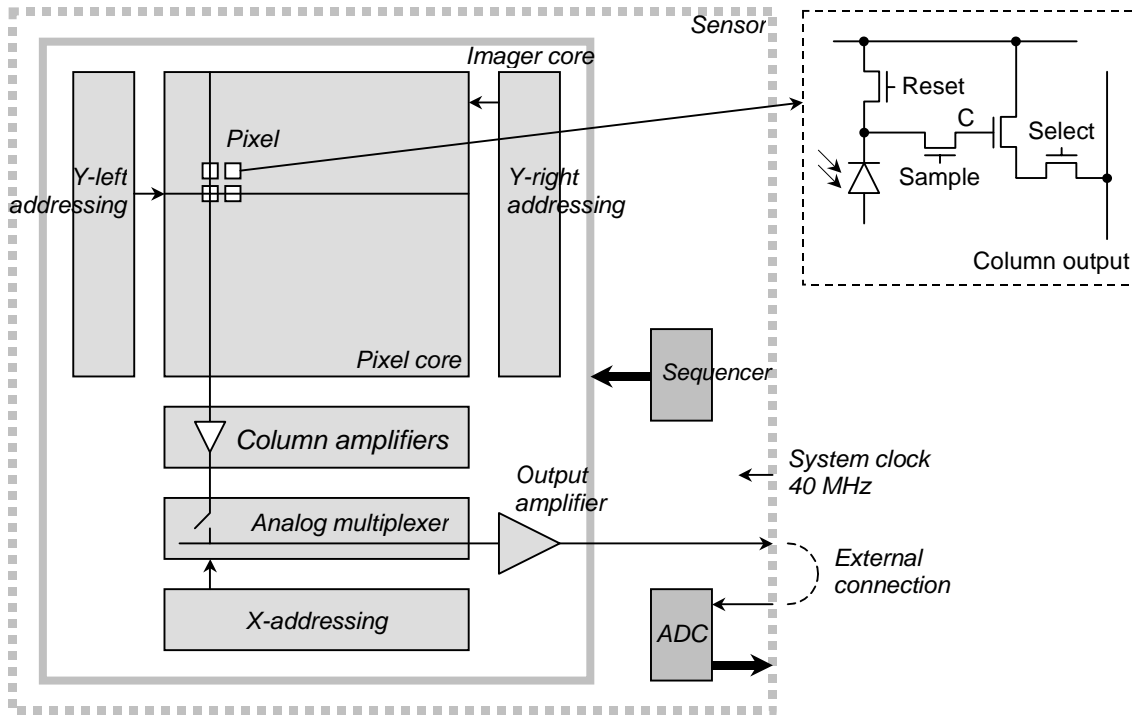 Sensor
Imager core
Reset
C
Select
Pixel
Sample
Y-left
addressing
Y-right
addressing
Column output
Pixel core
Sequencer
Column amplifiers
System clock
40 MHz
Output
amplifier
Analog multiplexer
External
connection
X-addressing
ADC